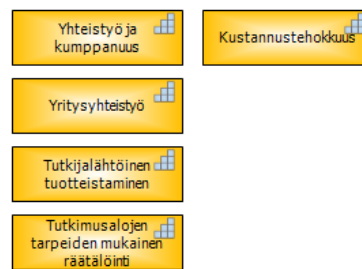 Yhteistyö ja
kumppanuus
Kustannustehokkuus
Yritysyhteistyö
Tutkijalähtöinen
tuotteistaminen
Tutkimusalojen
tarpeiden mukainen
räätälöinti